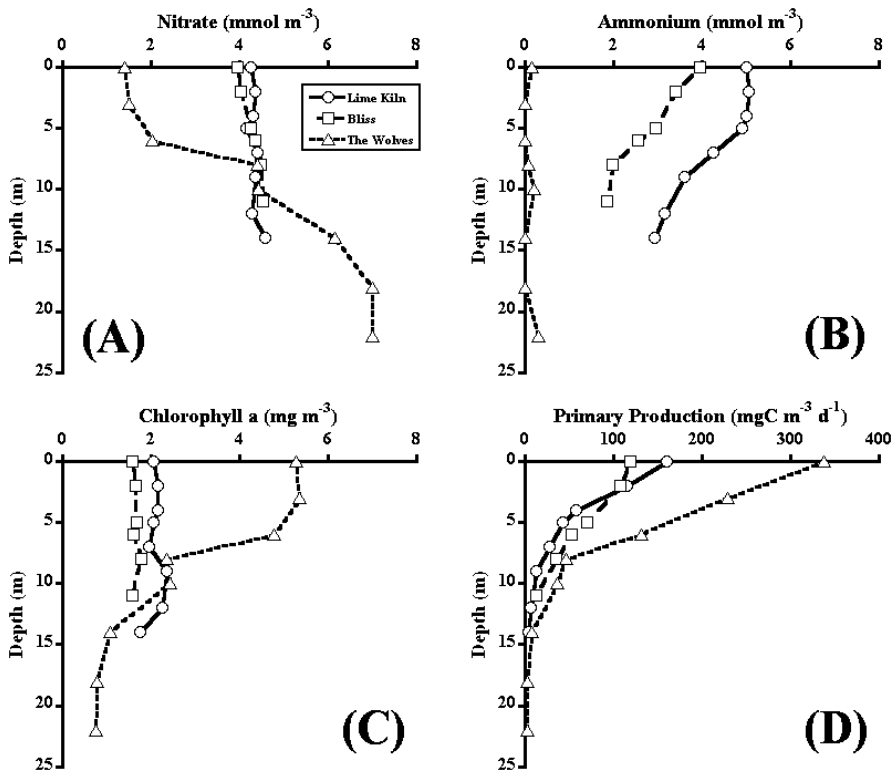 Nitrate (mmol m-3)
0 2 4 6 8
0
5
10
15
20
25
Depth (m)
Lime Kiln
Bliss
The Wolves
(A)
Ammonium (mmol m-3)
0 2 4 6 8
0
5
10
15
20
25
Depth (m)
(B)
Chlorophyll a (mg m-3)
0 2 4 6 8
0
5
10
15
20
25
Depth (m)
(C)
Primary Production (mgC m-3 d-1)
0 100 200 300 400
0
5
10
15
20
25
Depth (m)
(D)